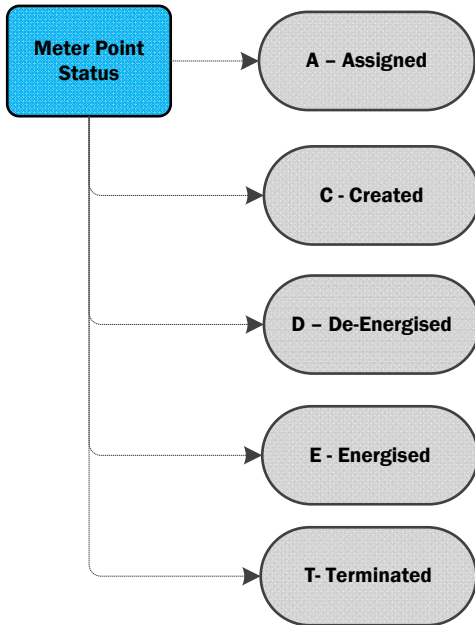 Meter Point
Status
A – Assigned
C - Created
D – De-Energised
E - Energised
T- Terminated